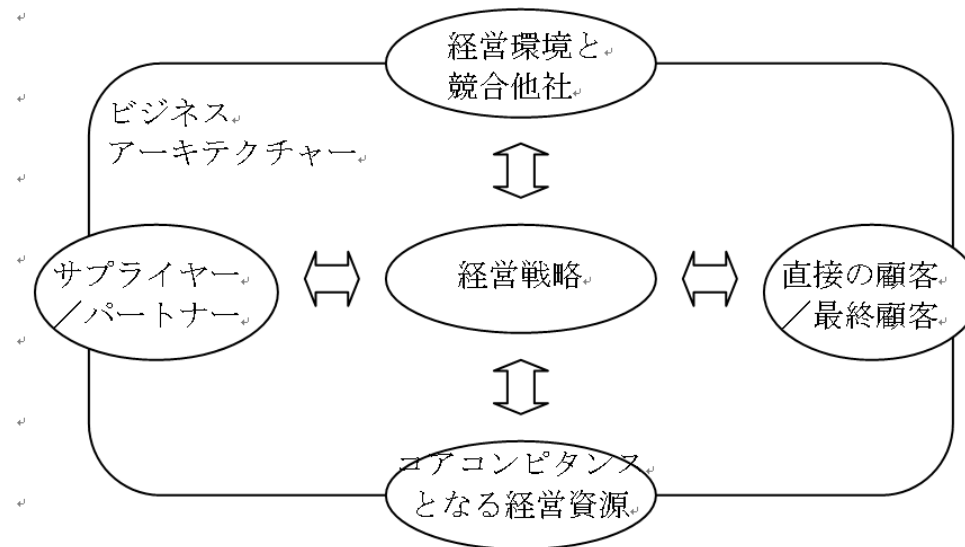 経営環境と
競合他社
ビジネス
アーキテクチャー
サプライヤー
／パートナー
経営戦略
直接の顧客
／最終顧客
コアコンピタンス
となる経営資源